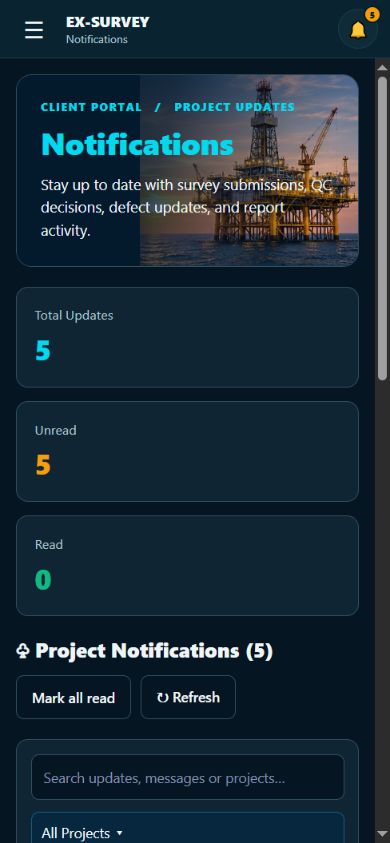 EX-SURVEY
Notifications
5
CLIENT PORTAL / PROJECT UPDATES
Notifications
Stay up to date with survey submissions, QC
decisions, defect updates, and report
activity.
Total Updates
5
Unread
5
Read
0
Project Notifications (5)
Mark all read
↻ Refresh
Search updates, messages or projects...
All Projects